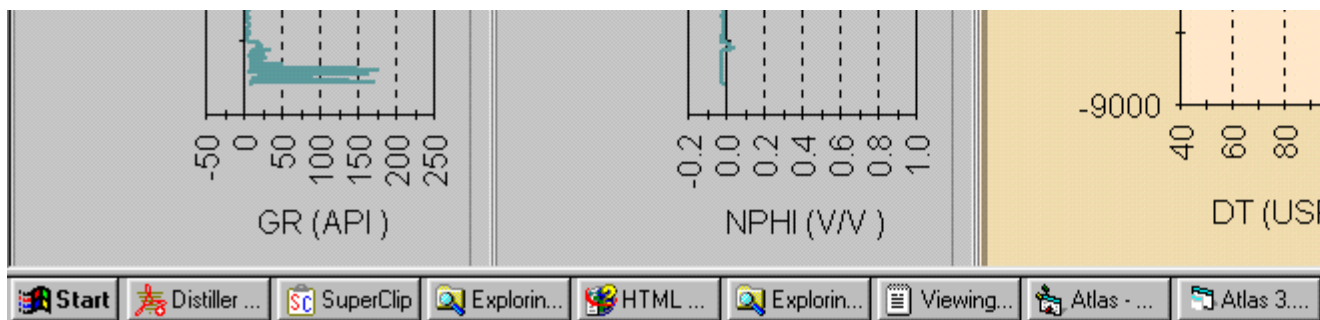 -9000
-50 0 50 100 150 200 250
-0.2 0.0 0.2 0.4 0.6 0.8 1.0
40 60 80
GR (API )
NPHI (V/V )
DT (USF
Start Distiller ... SuperClip Explorin... HTML ... Explorin... Viewing... Atlas - ... Atlas 3....